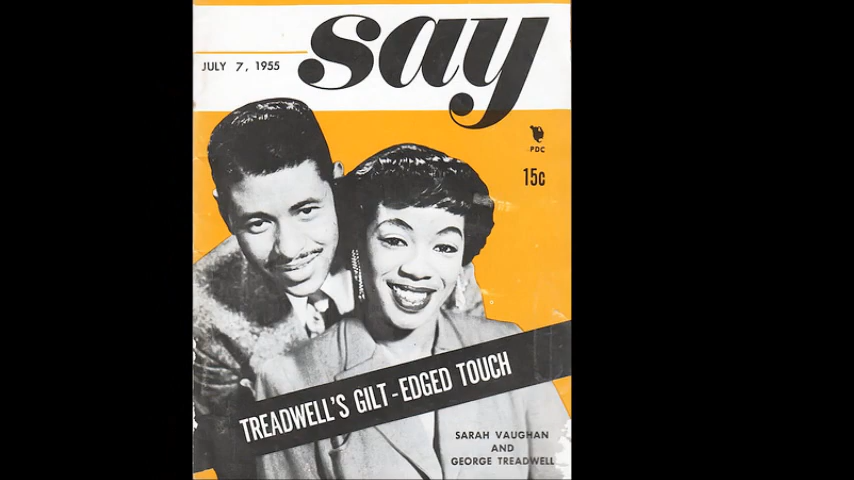 say
JULY 7, 1955
PDC
15c
TREADWELL'S GILT-EDGED TOUCH
SARAH VAUGHAN
AND
GEORGE TREADWELL